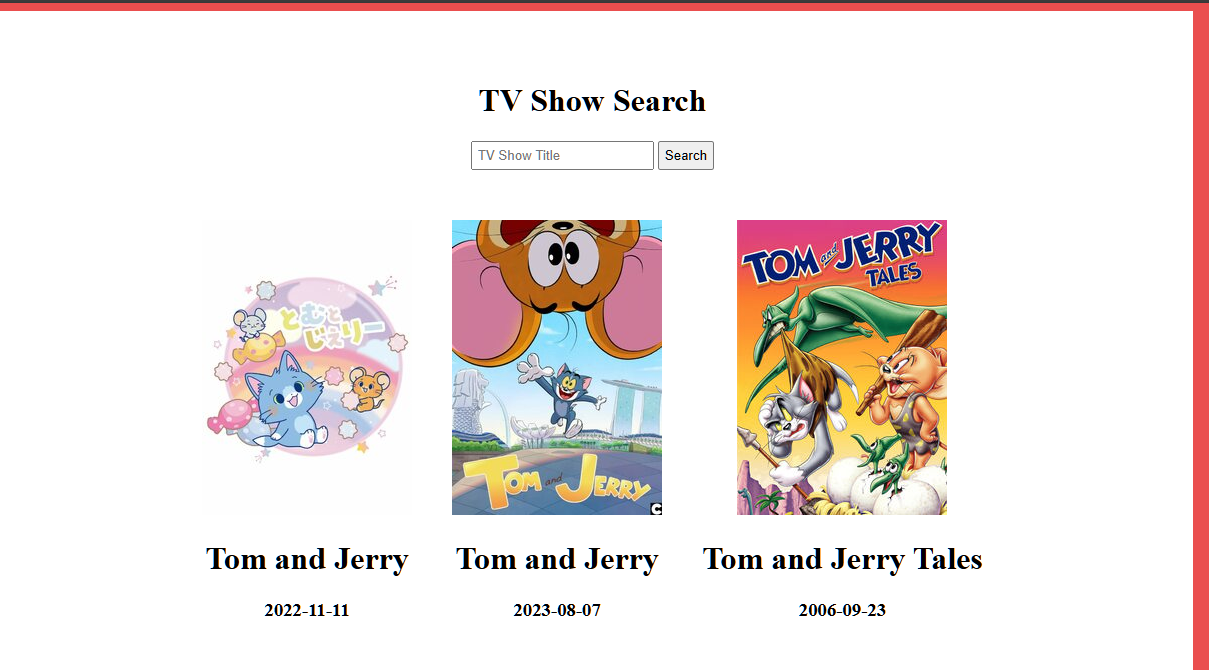 TV Show Search
TV Show Title
Search
とむと
じぇリー
TOM and JERRY
TALES
TOM and JERRY
C
Tom and Jerry
Tom and Jerry
Tom and Jerry Tales
2022-11-11
2023-08-07
2006-09-23